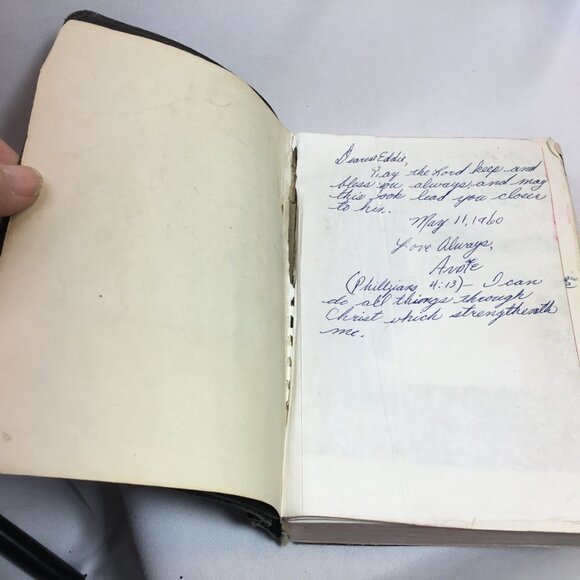 Dearest Eddie,
May the Lord keep and
bless you always, and may
this book lead you closer
to him.
May 11, 1960
Love Always,
(Phillipians 4:13) - I can
do all things through
Christ which strengtheneth
me.